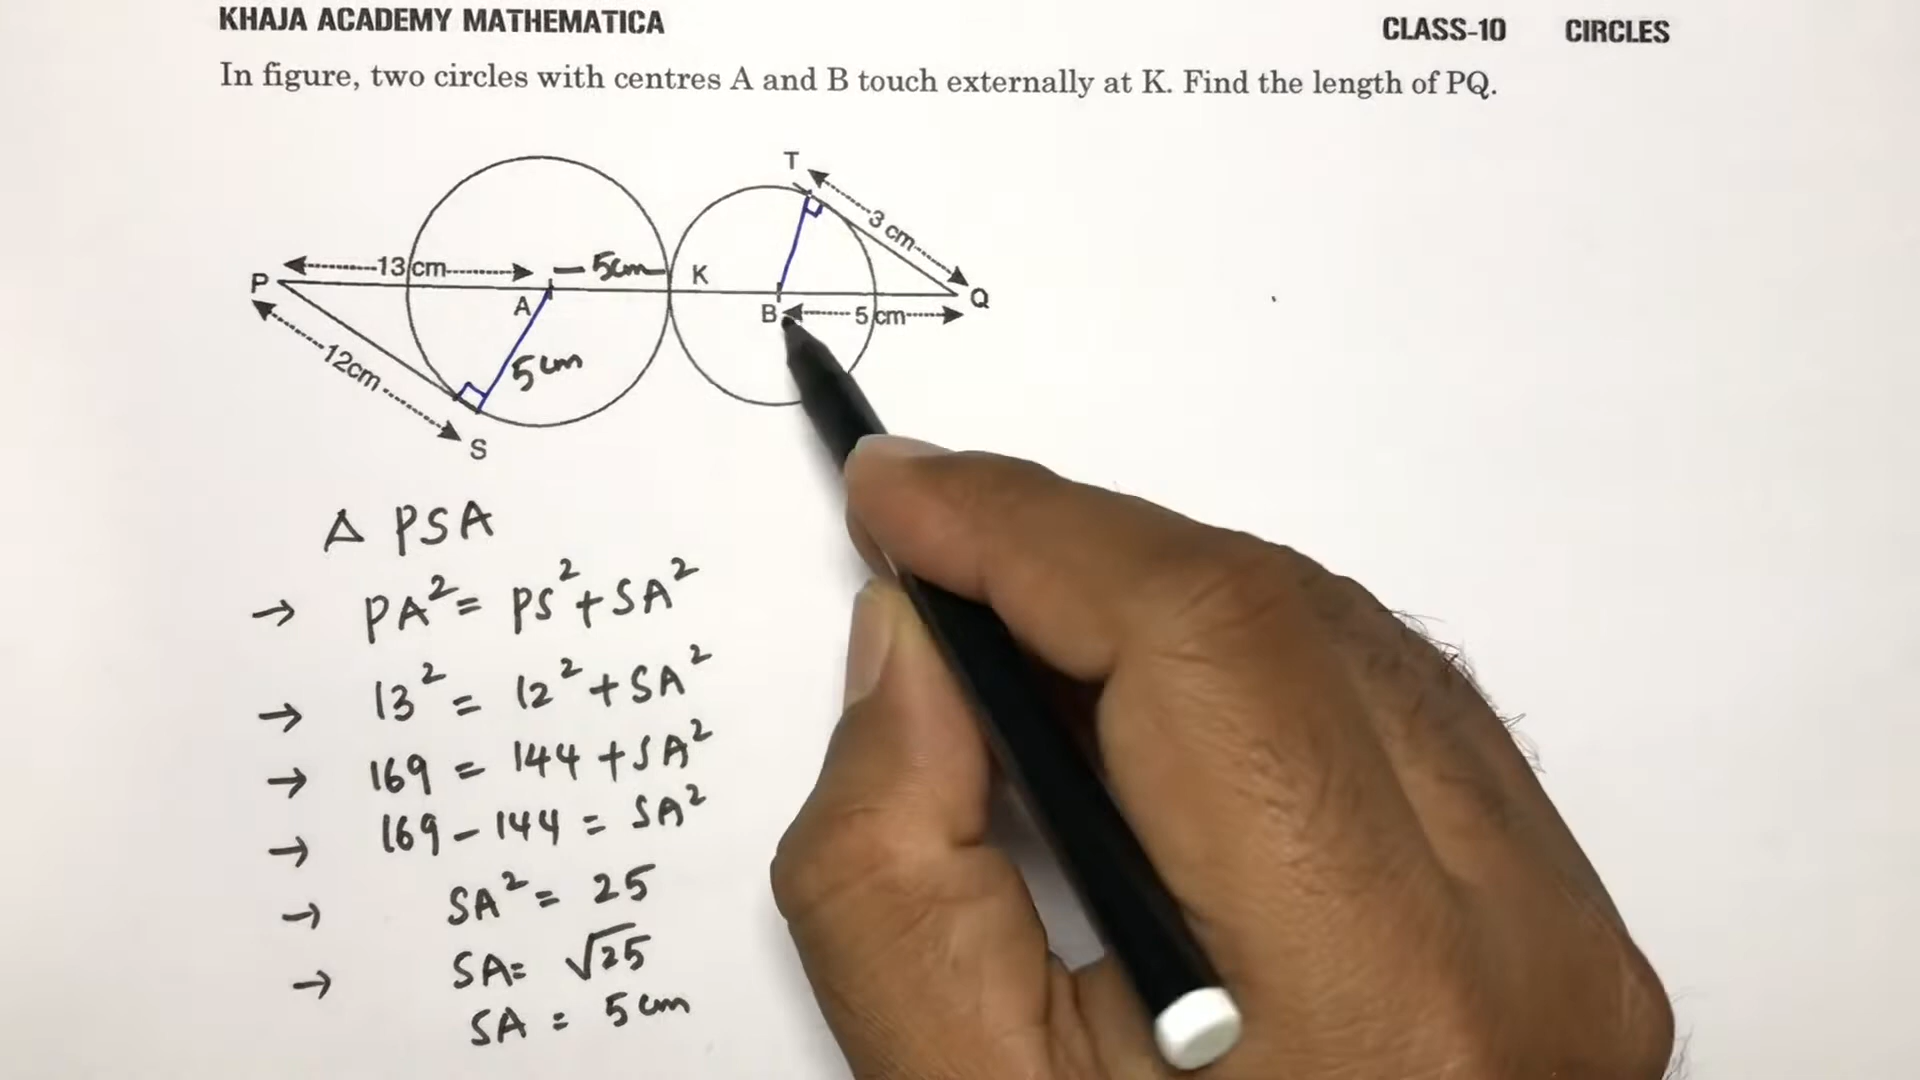 KHAJA ACADEMY MATHEMATICA
CLASS-10 CIRCLES
In figure, two circles with centres A and B touch externally at K. Find the length of PQ.
T
3 cm
13 cm
5cm
K
P
A
B
5 cm
Q
12cm
5cm
S
Δ PSA
→ PA² = PS² + SA²
→ 13² = 12² + SA²
→ 169 = 144 + SA²
→ 169 - 144 = SA²
→ SA² = 25
→ SA = √25
SA = 5cm